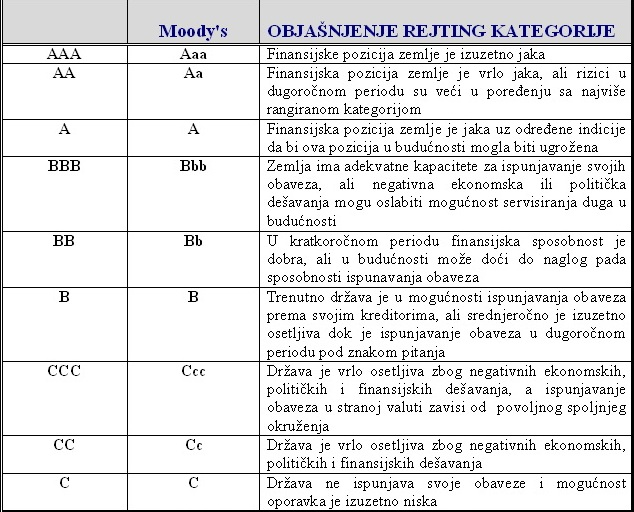 Moody's OBJAŠNJENJE REJTING KATEGORIJE
AAA Aaa Finansijske pozicija zemlje je izuzetno jaka
AA Aa Finansijska pozicija zemlje je vrlo jaka, ali rizici u
dugoročnom periodu su veći u poređenju sa najviše
rangiranom kategorijom
A A Finansijska pozicija zemlje je jaka uz određene indicije
da bi ova pozicija u budućnosti mogla biti ugrožena
BBB Bbb Zemlja ima adekvatne kapacitete za ispunjavanje svojih
obaveza, ali negativna ekonomska ili politička
dešavanja mogu oslabiti mogućnost servisiranja duga u
budućnosti
BB Bb U kratkoročnom periodu finansijska sposobnost je
dobra, ali u budućnosti može doći do naglog pada
sposobnosti ispunavanja obaveza
B B Trenutno država je u mogućnosti ispunjavanja obaveza
prema svojim kreditorima, ali srednjeročno je izuzetno
osetljiva dok je ispunjavanje obaveza u dugoročnom
periodu pod znakom pitanja
CCC Ccc Država je vrlo osetljiva zbog negativnih ekonomskih,
političkih i finansijskih dešavanja, a ispunjavanje
obaveza u stranoj valuti zavisi od povoljnog spoljnjeg
okruženja
CC Cc Država je vrlo osetljiva zbog negativnih ekonomskih,
političkih i finansijskih dešavanja
C C Država ne ispunjava svoje obaveze i mogućnost
oporavka je izuzetno niska